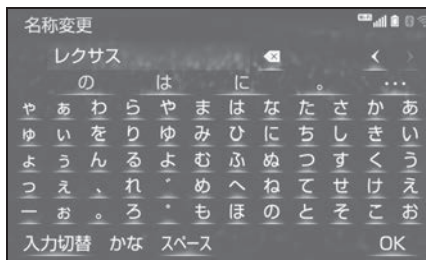 名称変更
レクサス
の は に 。 …
ゃ ぁ わ ら や ま は な た さ か あ
ゅ ぃ を り ゆ み ひ に ち し き い
ょ ぅ ん る よ む ふ ぬ つ す く う
っ ぇ 、 れ ゛ め へ ね て せ け え
ー ぉ 。 ろ ゜ も ほ の と そ こ お
入力切替 かな スペース OK